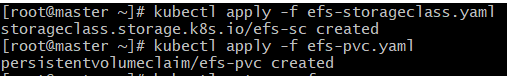 [root@master ~]# kubectl apply -f efs-storageclass.yaml
storageclass.storage.k8s.io/efs-sc created
[root@master ~]# kubectl apply -f efs-pvc.yaml
persistentvolumeclaim/efs-pvc created